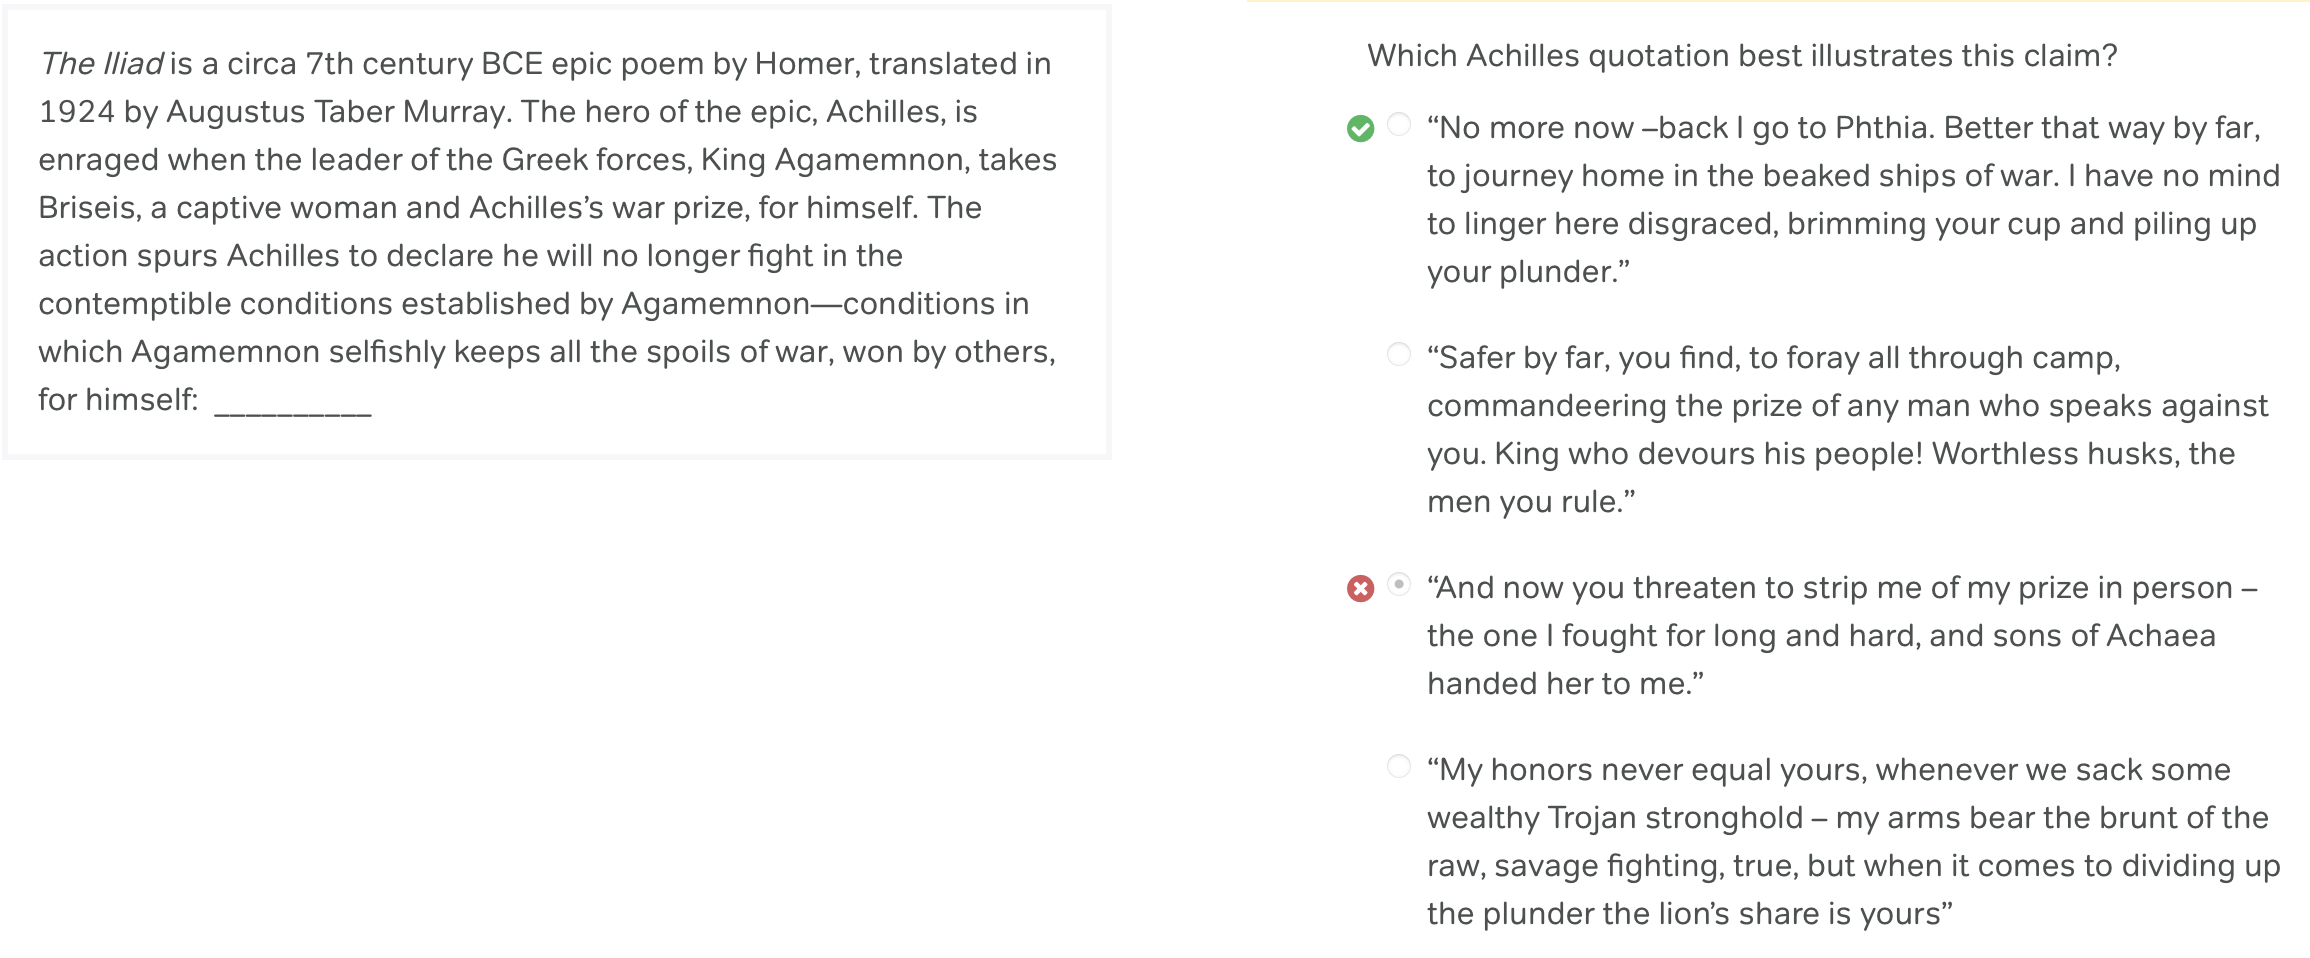 The Iliad is a circa 7th century BCE epic poem by Homer, translated in
1924 by Augustus Taber Murray. The hero of the epic, Achilles, is
enraged when the leader of the Greek forces, King Agamemnon, takes
Briseis, a captive woman and Achilles’s war prize, for himself. The
action spurs Achilles to declare he will no longer fight in the
contemptible conditions established by Agamemnon—conditions in
which Agamemnon selfishly keeps all the spoils of war, won by others,
for himself: __________
Which Achilles quotation best illustrates this claim?
“No more now –back I go to Phthia. Better that way by far,
to journey home in the beaked ships of war. I have no mind
to linger here disgraced, brimming your cup and piling up
your plunder.”
“Safer by far, you find, to foray all through camp,
commandeering the prize of any man who speaks against
you. King who devours his people! Worthless husks, the
men you rule.”
“And now you threaten to strip me of my prize in person –
the one I fought for long and hard, and sons of Achaea
handed her to me.”
“My honors never equal yours, whenever we sack some
wealthy Trojan stronghold – my arms bear the brunt of the
raw, savage fighting, true, but when it comes to dividing up
the plunder the lion’s share is yours”